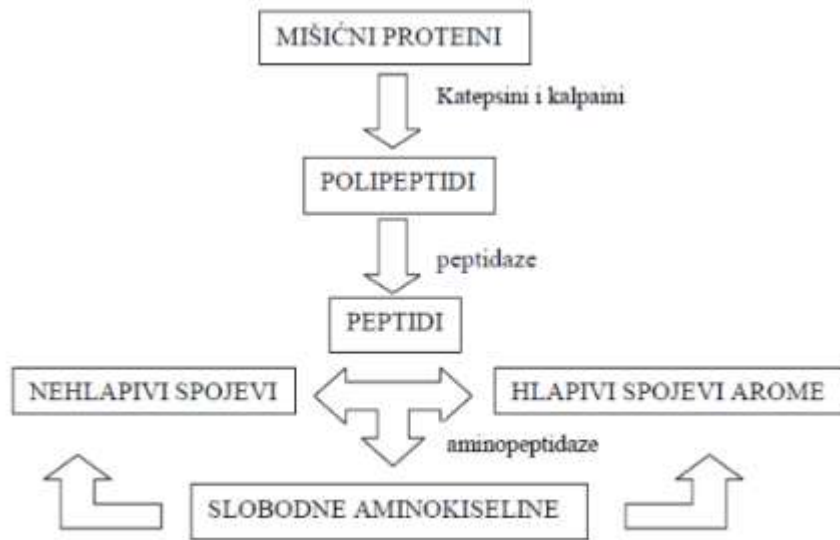 MIŠIĆNI PROTEINI
Katepsini i kalpaini
POLIPEPTIDI
peptidaze
PEPTIDI
NEHLAPIVI SPOJEVI
HLAPIVI SPOJEVI AROME
aminopeptidaze
SLOBODNE AMINOKISELINE